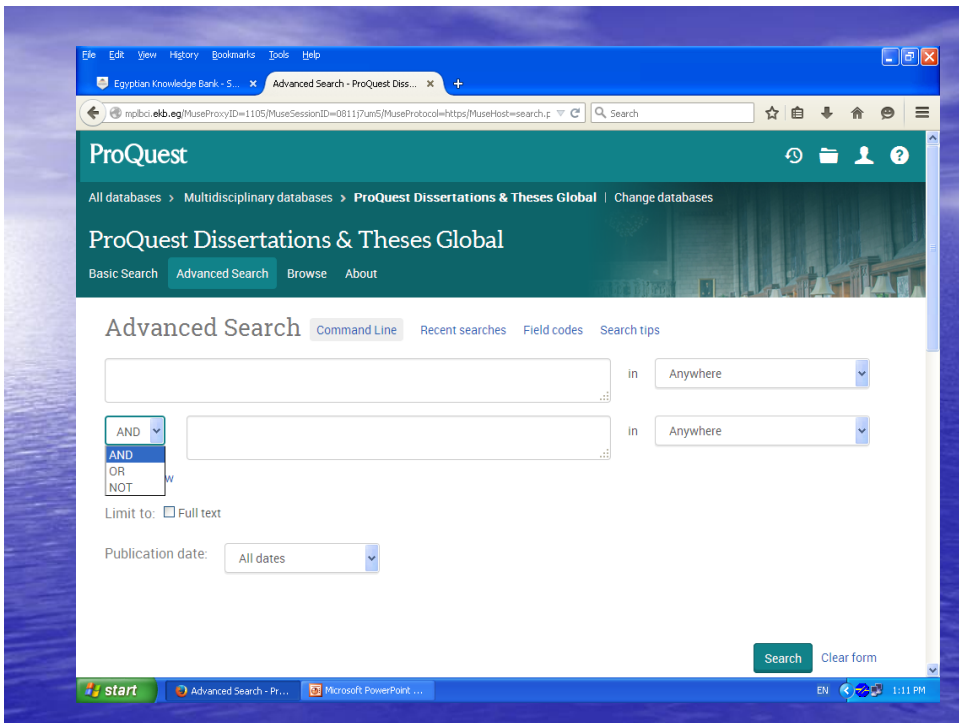 File Edit View History Bookmarks Tools Help
Egyptian Knowledge Bank - S... × Advanced Search - ProQuest Diss... × +
mplbci.ekb.eg/MuseProxyID=1105/MuseSessionID=0811j7um5/MuseProtocol=https/MuseHost=search.p Search
ProQuest
All databases > Multidisciplinary databases > ProQuest Dissertations & Theses Global | Change databases
ProQuest Dissertations & Theses Global
Basic Search Advanced Search Browse About
Advanced Search Command Line Recent searches Field codes Search tips
in Anywhere
AND in Anywhere
AND
OR
NOT
w
Limit to: Full text
Publication date: All dates
Search Clear form
start Advanced Search - Pr... Microsoft PowerPoint ... EN 1:11 PM